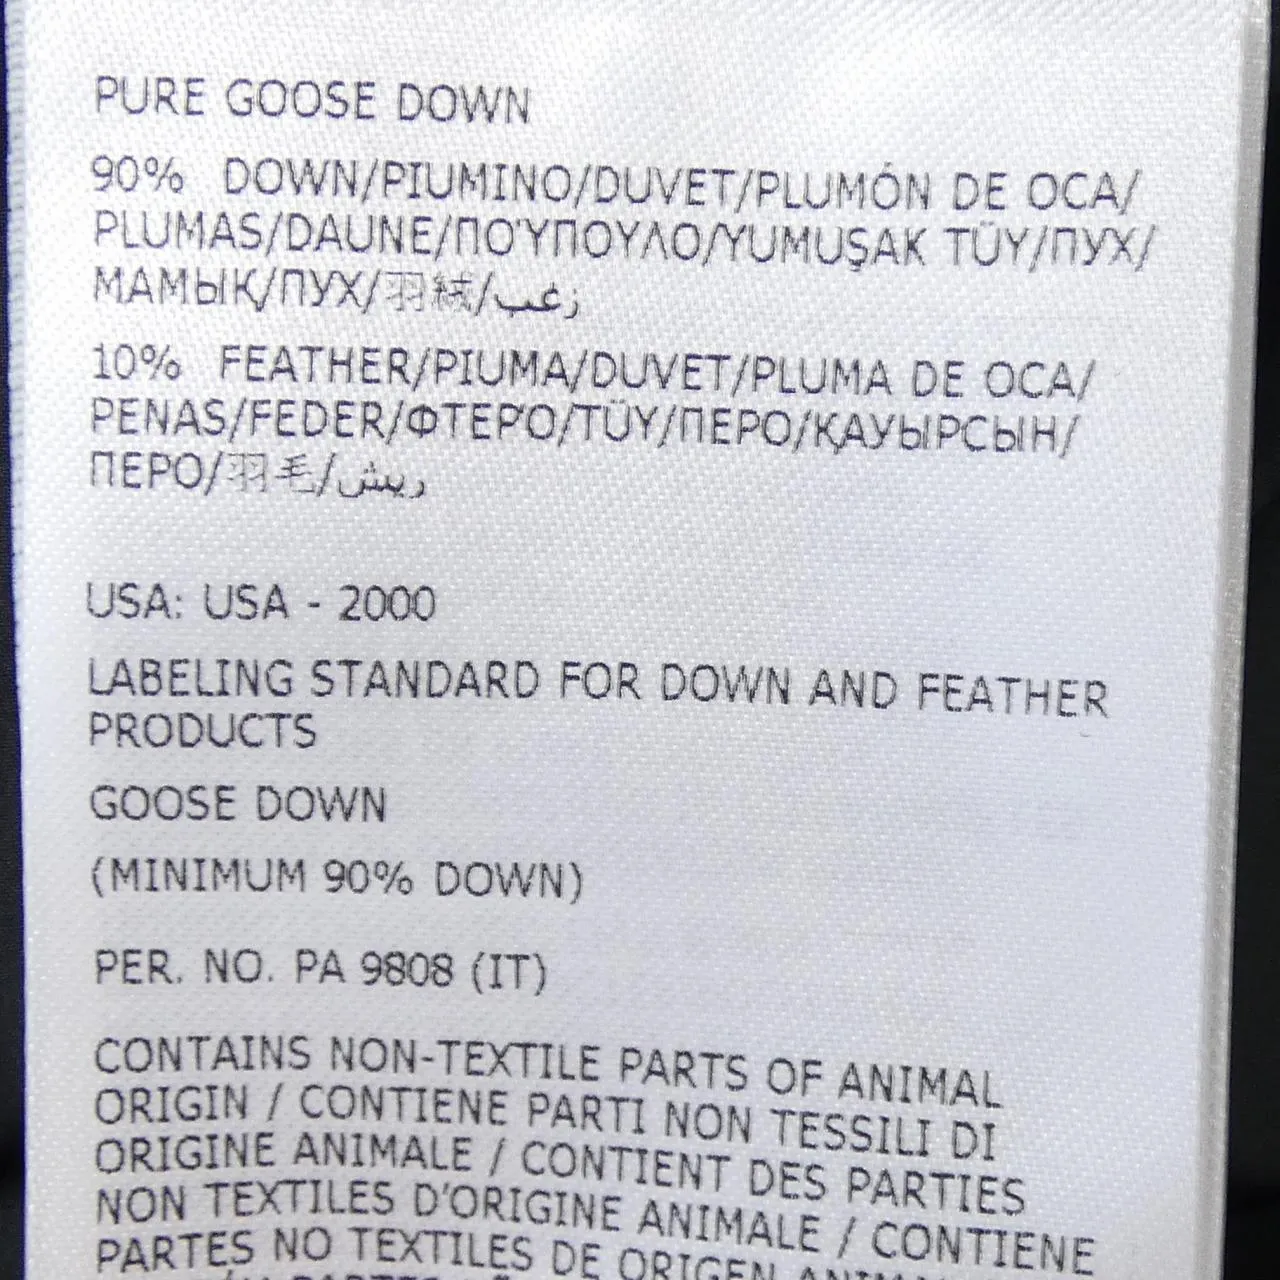 PURE GOOSE DOWN
90% DOWN/PIUMINO/DUVET/PLUMÓN DE OCA/
PLUMAS/DAUNE/ΠΟΎΠΟΥΛΟ/YUMUŞAK TÜY/ПУХ/
МАМЫҚ/ПУХ/羽絨/زغب
10% FEATHER/PIUMA/DUVET/PLUMA DE OCA/
PENAS/FEDER/ΦΤΕΡΌ/TÜY/ПЕРО/ҚАУЫРСЫН/
ПЕРО/羽毛/ريش
USA: USA - 2000
LABELING STANDARD FOR DOWN AND FEATHER
PRODUCTS
GOOSE DOWN
(MINIMUM 90% DOWN)
PER. NO. PA 9808 (IT)
CONTAINS NON-TEXTILE PARTS OF ANIMAL
ORIGIN / CONTIENE PARTI NON TESSILI DI
ORIGINE ANIMALE / CONTIENT DES PARTIES
NON TEXTILES D'ORIGINE ANIMALE / CONTIENE
PARTES NO TEXTILES DE ORIGEN